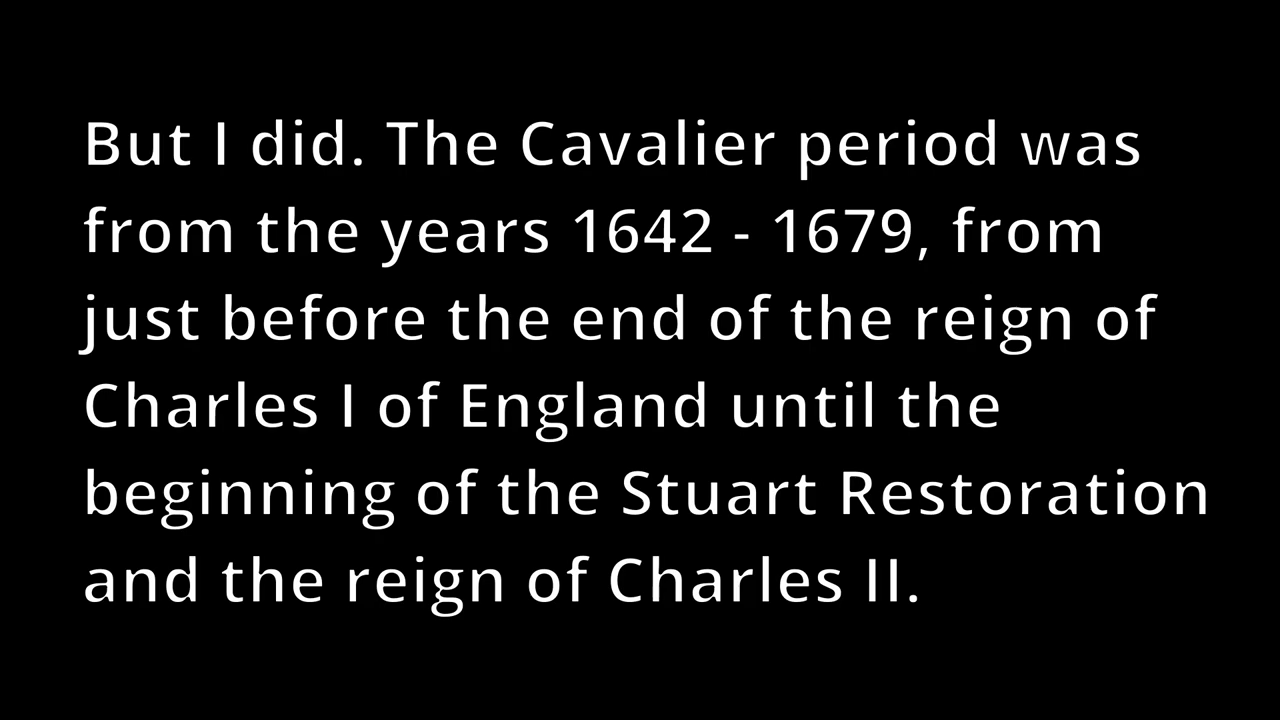 But I did. The Cavalier period was
from the years 1642 - 1679, from
just before the end of the reign of
Charles I of England until the
beginning of the Stuart Restoration
and the reign of Charles II.